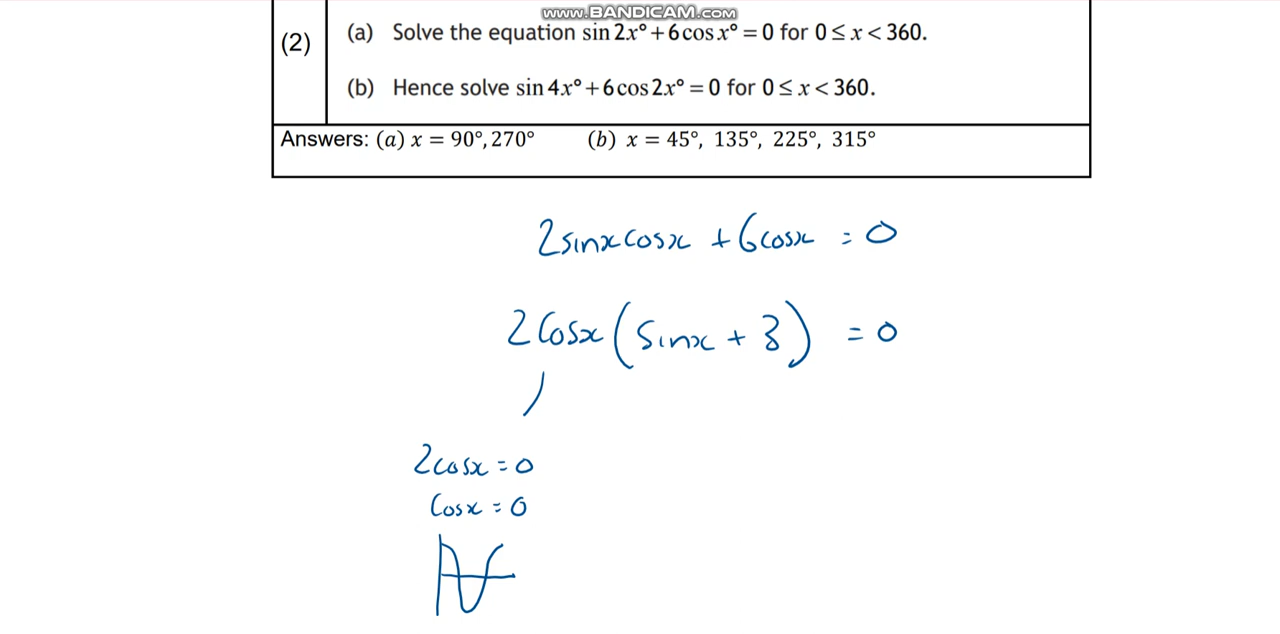 www.BANDICAM.com
(2)
(a) Solve the equation sin 2x° + 6 cos x° = 0 for 0 ≤ x < 360.
(b) Hence solve sin 4x° + 6 cos 2x° = 0 for 0 ≤ x < 360.
Answers: (a) x = 90°, 270° (b) x = 45°, 135°, 225°, 315°
2sinxcosx + 6cosx = 0
2Cosx(sinx + 3) = 0
2cosx = 0
Cosx = 0